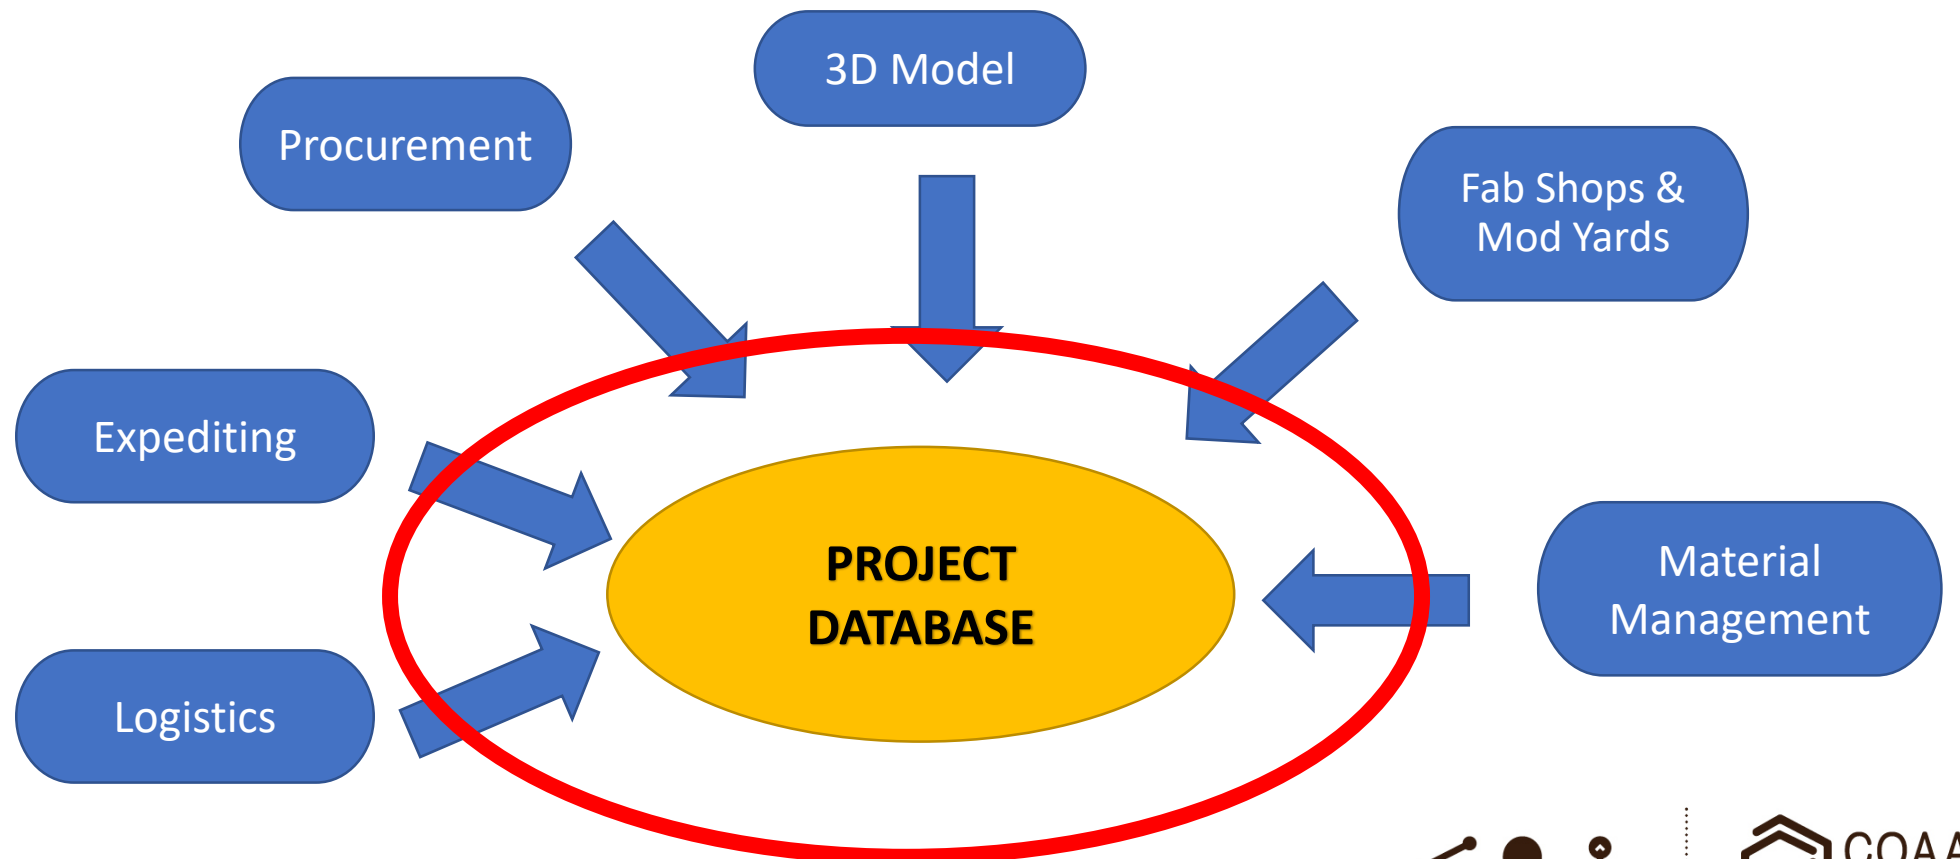 3D Model
Procurement
Fab Shops &
Mod Yards
Expediting
PROJECT
DATABASE
Material
Management
Logistics